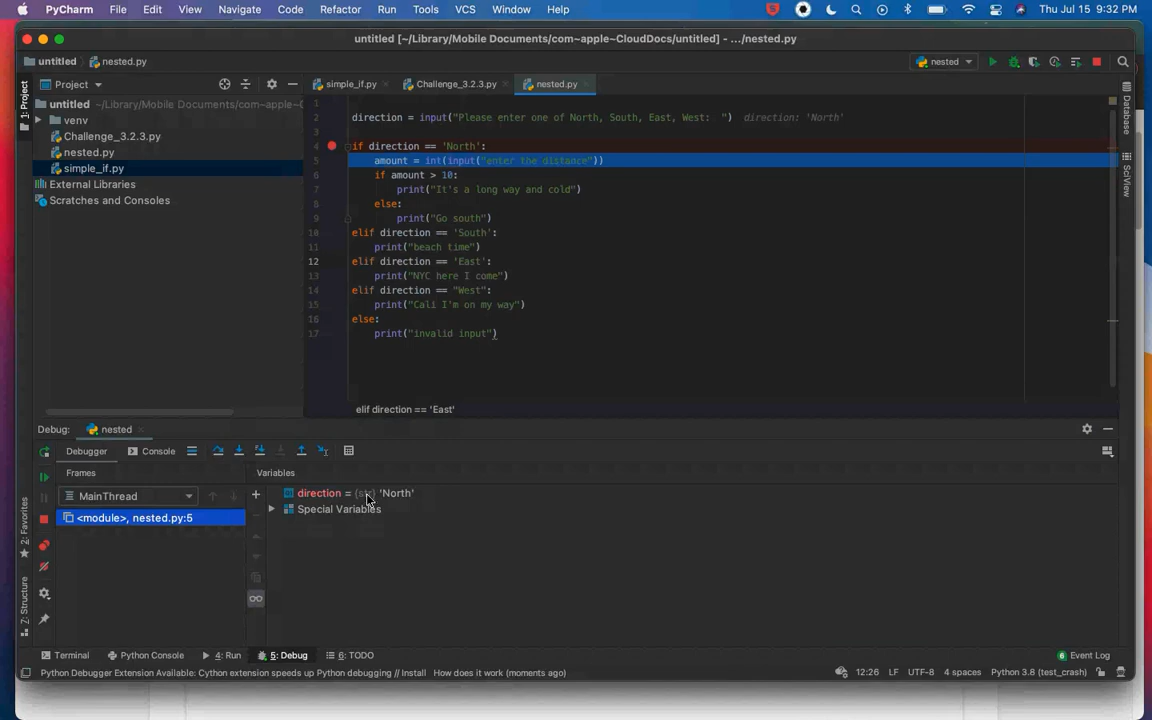 PyCharm File Edit View Navigate Code Refactor Run Tools VCS Window Help Thu Jul 15 9:32 PM
untitled [~/Library/Mobile Documents/com~apple~CloudDocs/untitled] - .../nested.py
untitled nested.py nested
Project simple_if.py Challenge_3.2.3.py nested.py
untitled ~/Library/Mobile Documents/com~apple~C
venv
Challenge_3.2.3.py
nested.py
simple_if.py
External Libraries
Scratches and Consoles
1: Project
2: Favorites
Z: Structure
Database
SciView
1
2 direction = input("Please enter one of North, South, East, West:  ") direction: 'North'
3
4 if direction == 'North':
5 amount = int(input("enter the distance"))
6 if amount > 10:
7 print("It's a long way and cold")
8 else:
9 print("Go south")
10 elif direction == 'South':
11 print("beach time")
12 elif direction == 'East':
13 print("NYC here I come")
14 elif direction == "West":
15 print("Cali I'm on my way")
16 else:
17 print("invalid input")
elif direction == 'East'
Debug: nested
Debugger Console
Frames Variables
MainThread
<module>, nested.py:5
direction = {str} 'North'
Special Variables
Terminal Python Console 4: Run 5: Debug 6: TODO 6 Event Log
Python Debugger Extension Available: Cython extension speeds up Python debugging // Install How does it work (moments ago) 12:26 LF UTF-8 4 spaces Python 3.8 (test_crash)